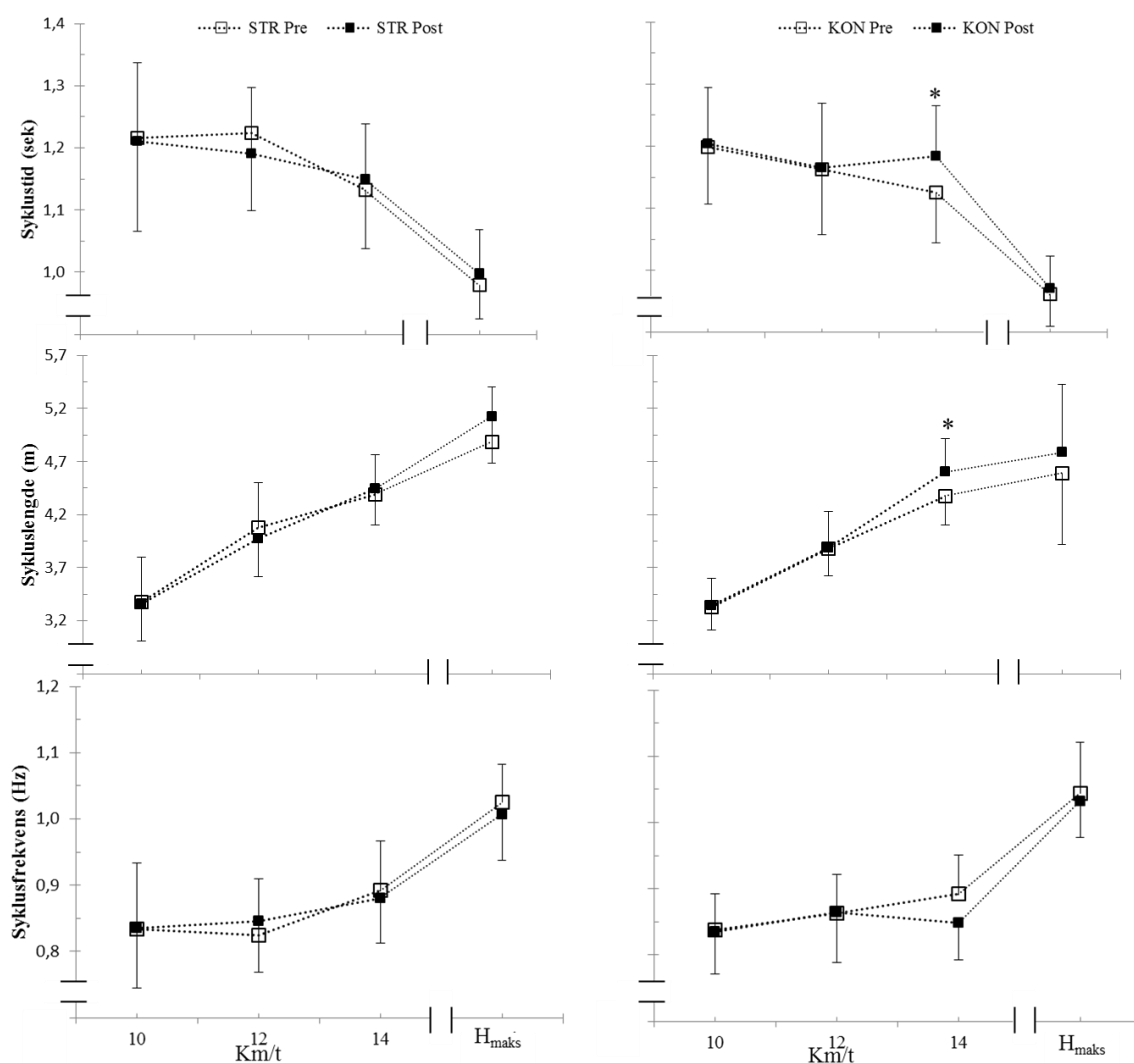 STR Pre STR Post
KON Pre KON Post
Syklustid (sek)
1,4
1,3
1,2
1,1
1,0
*
Sykluslengde (m)
5,7
5,2
4,7
4,2
3,7
3,2
*
Syklusfrekvens (Hz)
1,2
1,1
1,0
0,9
0,8
10 12 14 Hmaks
Km/t
10 12 14 Hmaks
Km/t